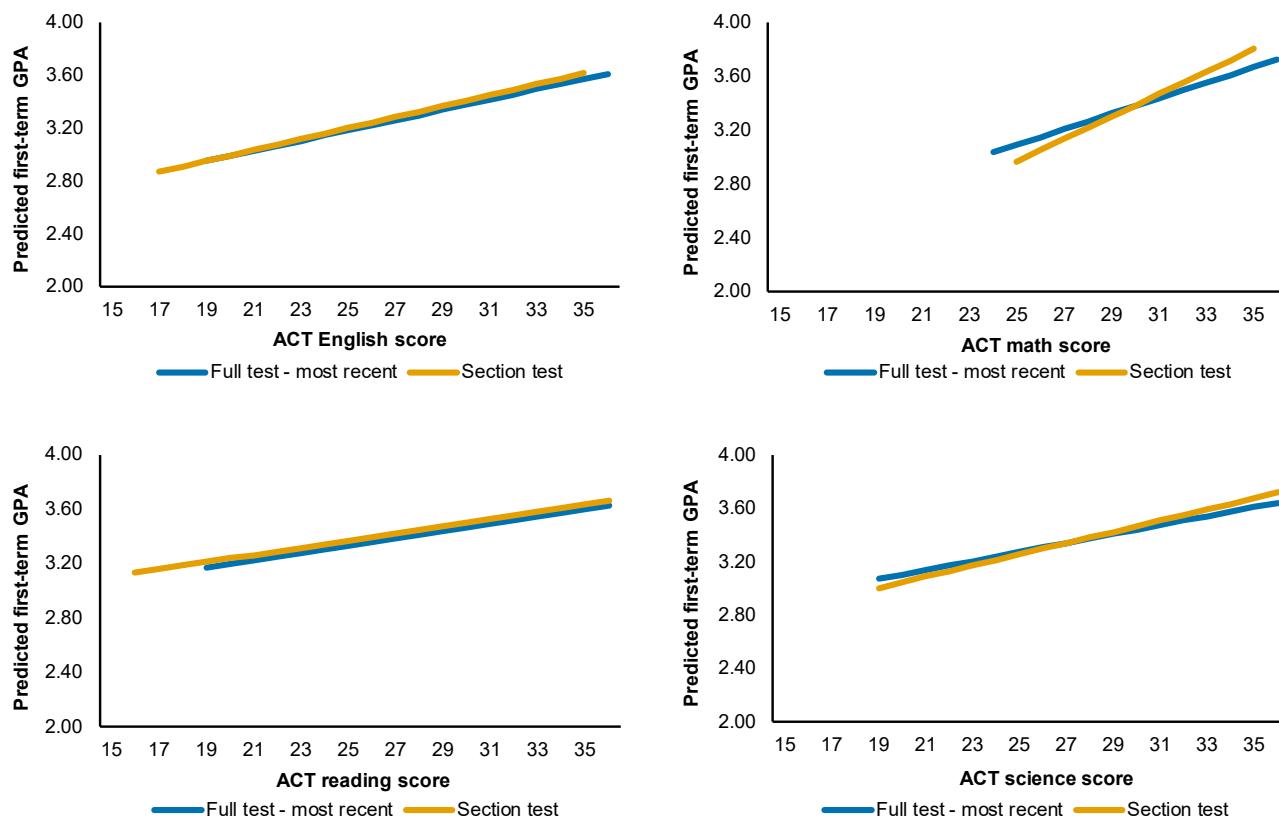 4.00
3.60
3.20
2.80
2.40
2.00
Predicted first-term GPA
15 17 19 21 23 25 27 29 31 33 35
ACT English score
Full test - most recent Section test
4.00
3.60
3.20
2.80
2.40
2.00
Predicted first-term GPA
15 17 19 21 23 25 27 29 31 33 35
ACT math score
Full test - most recent Section test
4.00
3.60
3.20
2.80
2.40
2.00
Predicted first-term GPA
15 17 19 21 23 25 27 29 31 33 35
ACT reading score
Full test - most recent Section test
4.00
3.60
3.20
2.80
2.40
2.00
Predicted first-term GPA
15 17 19 21 23 25 27 29 31 33 35
ACT science score
Full test - most recent Section test